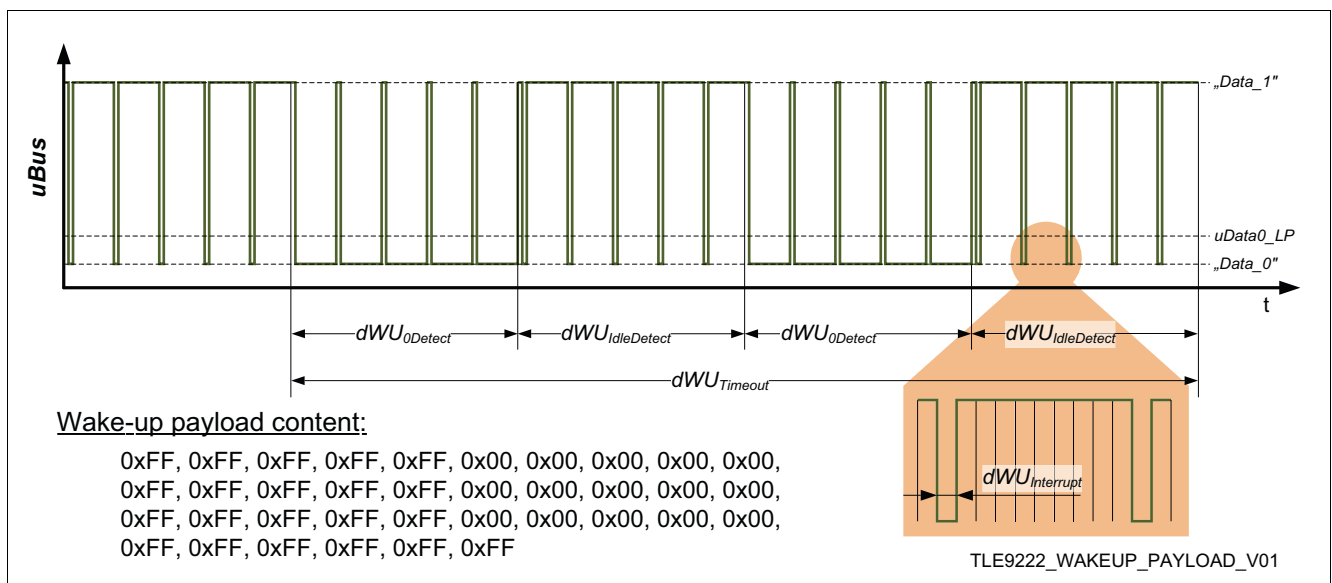 „Data_1"
uBus
uData0_LP
„Data_0"
t
dWU0Detect
dWUIdleDetect
dWU0Detect
dWUIdleDetect
dWUTimeout
Wake-up payload content:
0xFF, 0xFF, 0xFF, 0xFF, 0xFF, 0x00, 0x00, 0x00, 0x00, 0x00,
0xFF, 0xFF, 0xFF, 0xFF, 0xFF, 0x00, 0x00, 0x00, 0x00, 0x00,
0xFF, 0xFF, 0xFF, 0xFF, 0xFF, 0x00, 0x00, 0x00, 0x00, 0x00,
0xFF, 0xFF, 0xFF, 0xFF, 0xFF, 0xFF
dWUInterrupt
TLE9222_WAKEUP_PAYLOAD_V01